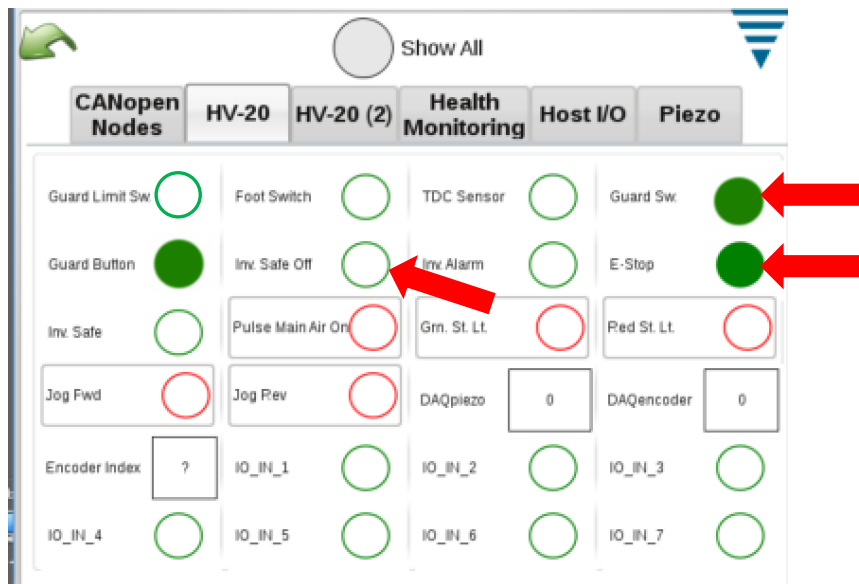 Show All
CANopen Nodes
HV-20
HV-20 (2)
Health Monitoring
Host I/O
Piezo
Guard Limit Sw.
Foot Switch
TDC Sensor
Guard Sw.
Guard Button
Inv. Safe Off
Inv. Alarm
E-Stop
Inv. Safe
Pulse Main Air On
Grn. St. Lt.
Red St. Lt.
Jog Fwd
Jog Rev
DAQpiezo
0
DAQencoder
0
Encoder Index
?
IO_IN_1
IO_IN_2
IO_IN_3
IO_IN_4
IO_IN_5
IO_IN_6
IO_IN_7